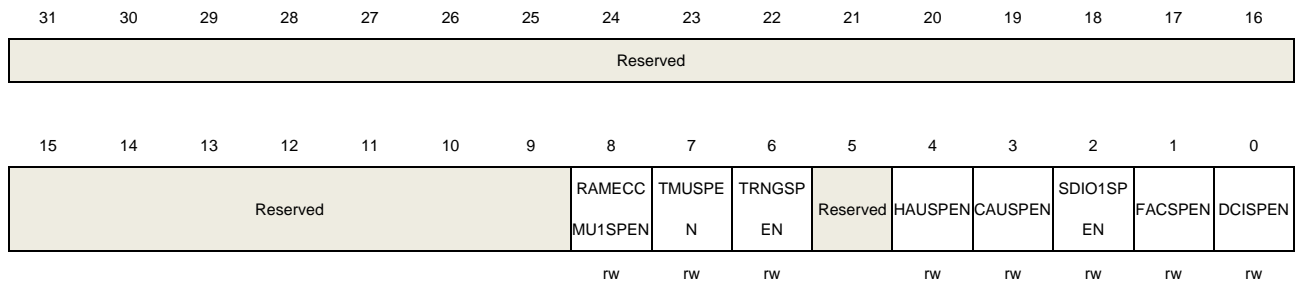 31 30 29 28 27 26 25 24 23 22 21 20 19 18 17 16
Reserved
15 14 13 12 11 10 9 8 7 6 5 4 3 2 1 0
RAMECC TMUSPE TRNGSP SDIO1SP
Reserved Reserved HAUSPEN CAUSPEN FACSPEN DCISPEN
MU1SPEN N EN EN
rw rw rw rw rw rw rw rw